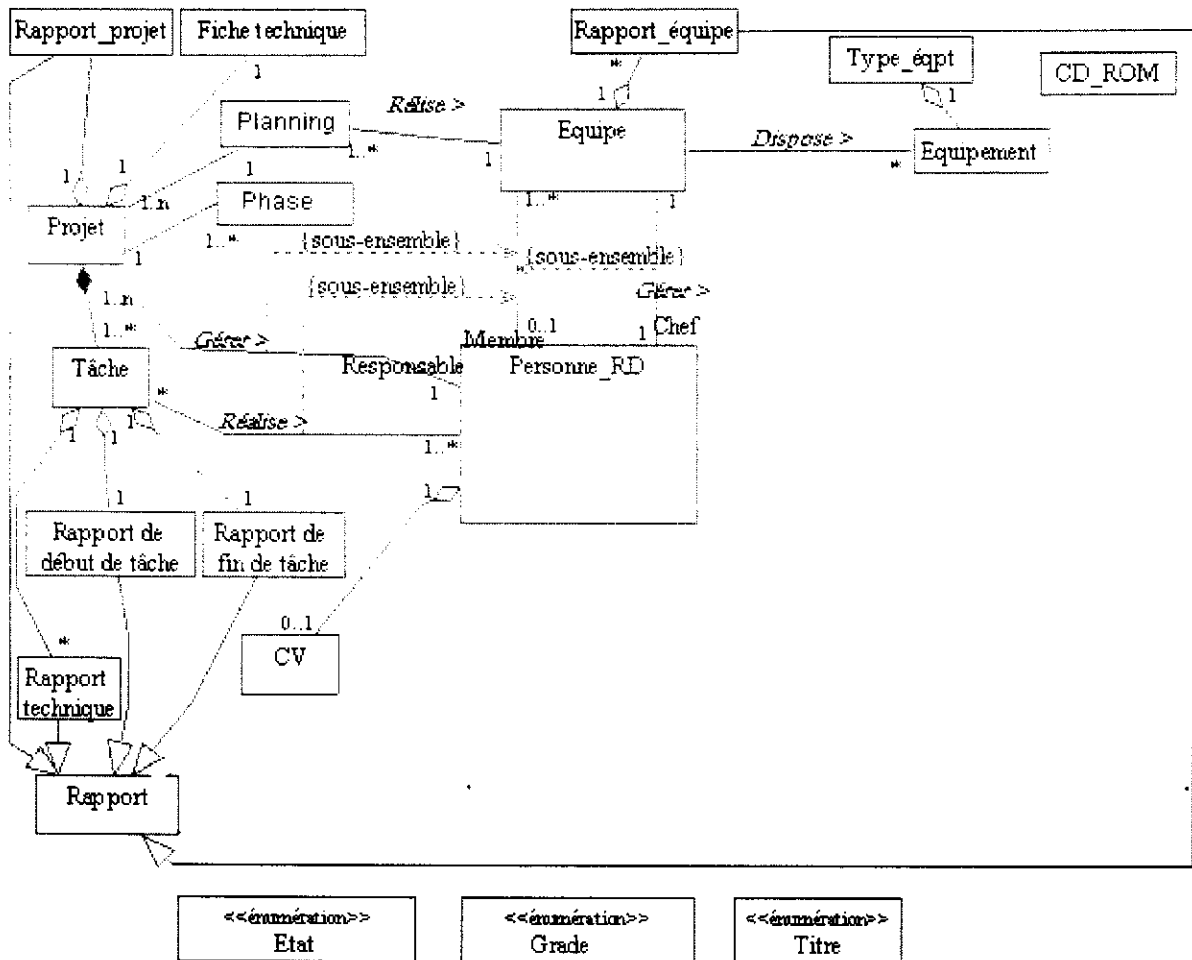 Rapport_projet
Fiche technique
Rapport_équipe
Type_éqpt
CD_ROM
1
*
1
1
Planning
Rélise >
Equipe
Dispose >
Equipement
1..*
1
*
1
1
1
1..n
Phase
1..*
1
Projet
1..*
1
{sous-ensemble}
{sous-ensemble}
*
{sous-ensemble}
Gérer >
1..n
1..*
Gérer >
0..1
1
Chef
Membre
Tâche
Responsable
Personne_RD
1
*
Réalise >
1
1
1
1..*
1
1
1
Rapport de
début de tâche
Rapport de
fin de tâche
0..1
*
CV
Rapport
technique
Rapport
<<énumération>>
Etat
<<énumération>>
Grade
<<énumération>>
Titre